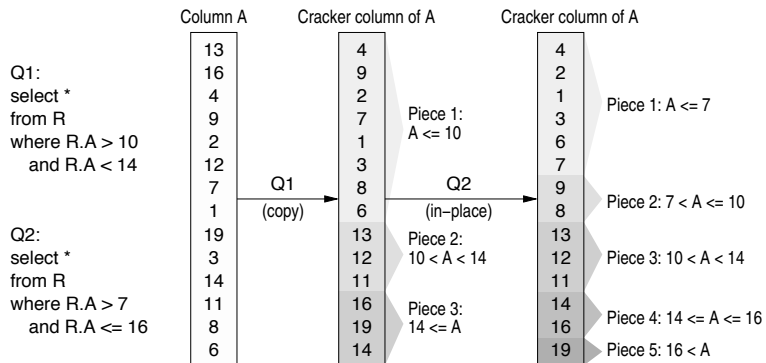 Column A
Cracker column of A
Cracker column of A
Q1:
select *
from R
where R.A > 10
and R.A < 14
Q2:
select *
from R
where R.A > 7
and R.A <= 16
13
16
4
9
2
12
7
1
19
3
14
11
8
6
Q1
(copy)
4
9
2
7
1
3
8
6
13
12
11
16
19
14
Piece 1:
A <= 10
Piece 2:
10 < A < 14
Piece 3:
14 <= A
Q2
(in–place)
4
2
1
3
6
7
9
8
13
12
11
14
16
19
Piece 1: A <= 7
Piece 2: 7 < A <= 10
Piece 3: 10 < A < 14
Piece 4: 14 <= A <= 16
Piece 5: 16 < A